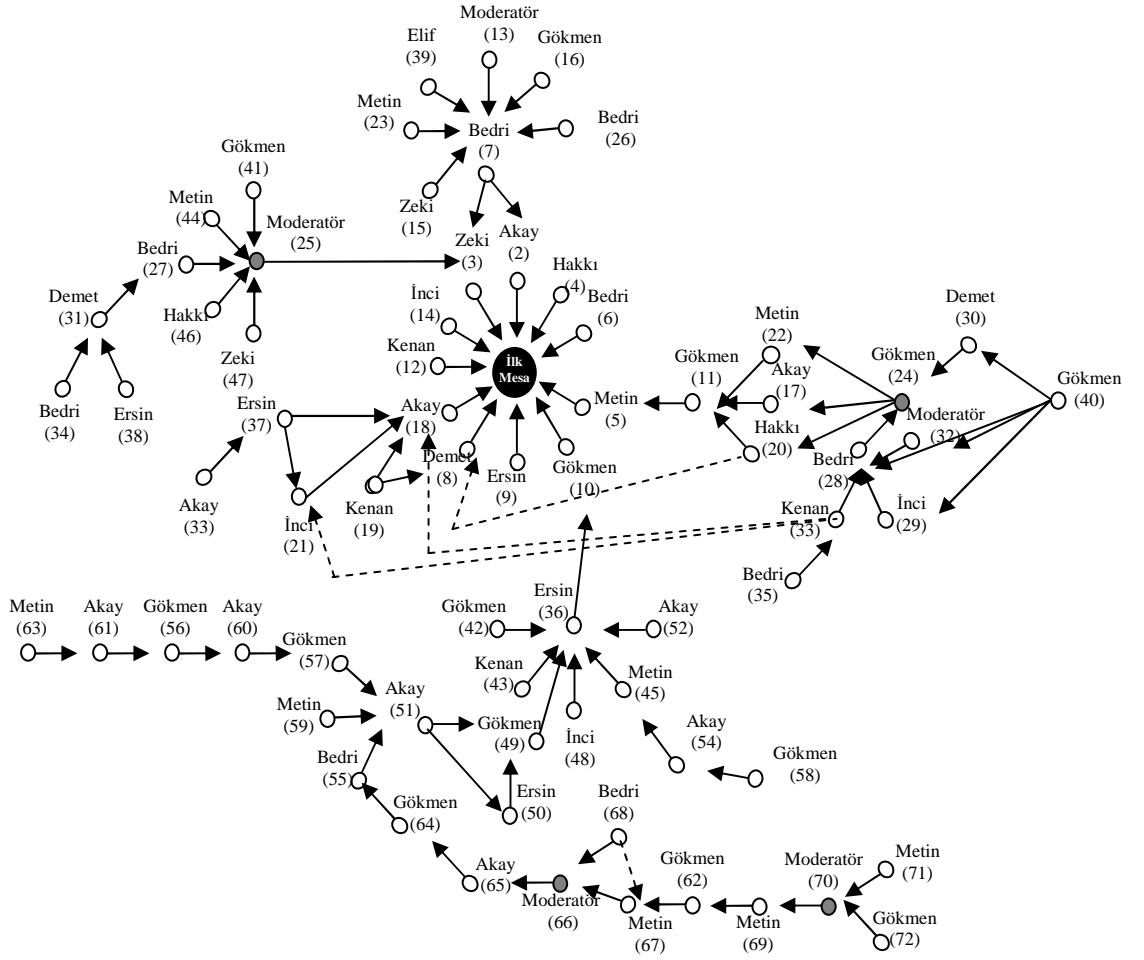 Moderatör
(13)
Elif
(39)
Gökmen
(16)
Metin
(23)
Bedri
(7)
Bedri
(26)
Zeki
(15)
Gökmen
(41)
Metin
(44)
Moderatör
(25)
Bedri
(27)
Zeki
(3)
Akay
(2)
Hakkı
(4)
Demet
(31)
Hakkı
(46)
Zeki
(47)
İnci
(14)
Bedri
(6)
Kenan
(12)
İlk
Mesa
Bedri
(34)
Ersin
(38)
Ersin
(37)
Akay
(18)
Metin
(5)
Gökmen
(11)
Metin
(22)
Akay
(17)
Hakkı
(20)
Gökmen
(24)
Demet
(30)
Gökmen
(40)
Moderatör
(32)
Bedri
(28)
Demet
(8)
Ersin
(9)
Gökmen
(10)
Akay
(33)
İnci
(21)
Kenan
(19)
Kenan
(33)
İnci
(29)
Bedri
(35)
Ersin
(36)
Gökmen
(42)
Akay
(52)
Kenan
(43)
Metin
(45)
Metin
(63)
Akay
(61)
Gökmen
(56)
Akay
(60)
Gökmen
(57)
Metin
(59)
Akay
(51)
Gökmen
(49)
İnci
(48)
Akay
(54)
Gökmen
(58)
Bedri
(55)
Ersin
(50)
Bedri
(68)
Gökmen
(64)
Akay
(65)
Moderatör
(66)
Metin
(67)
Gökmen
(62)
Metin
(69)
Moderatör
(70)
Metin
(71)
Gökmen
(72)